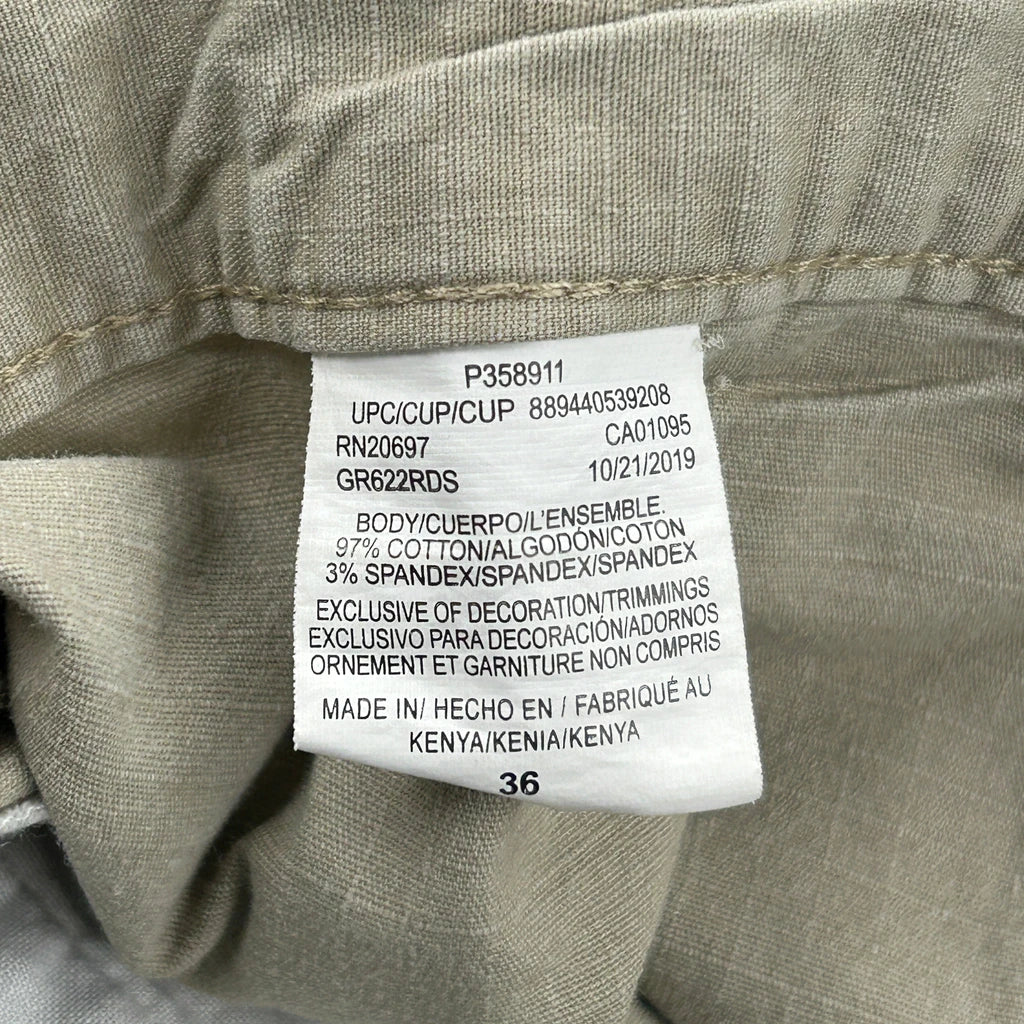 P358911
UPC/CUP/CUP 889440539208
RN20697 CA01095
GR622RDS 10/21/2019
BODY/CUERPO/L'ENSEMBLE.
97% COTTON/ALGODÓN/COTON
3% SPANDEX/SPANDEX/SPANDEX
EXCLUSIVE OF DECORATION/TRIMMINGS
EXCLUSIVO PARA DECORACIÓN/ADORNOS
ORNEMENT ET GARNITURE NON COMPRIS
MADE IN/ HECHO EN / FABRIQUÉ AU
KENYA/KENIA/KENYA
36